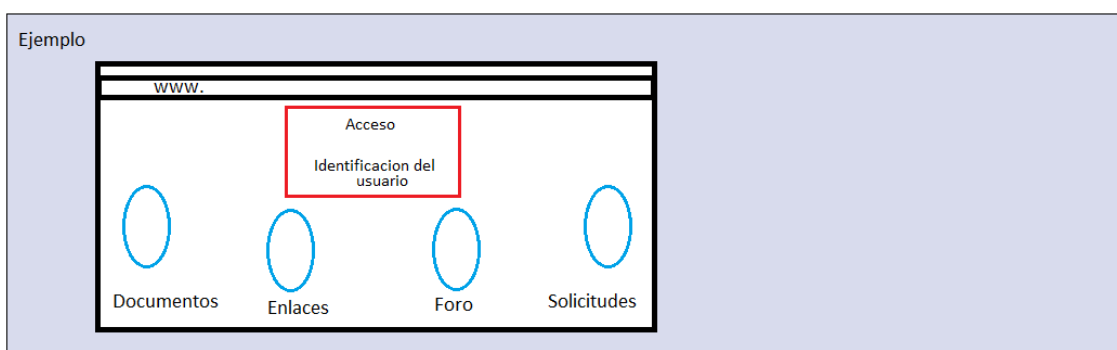 Ejemplo
www.
Acceso
Identificacion del
usuario
Documentos
Enlaces
Foro
Solicitudes